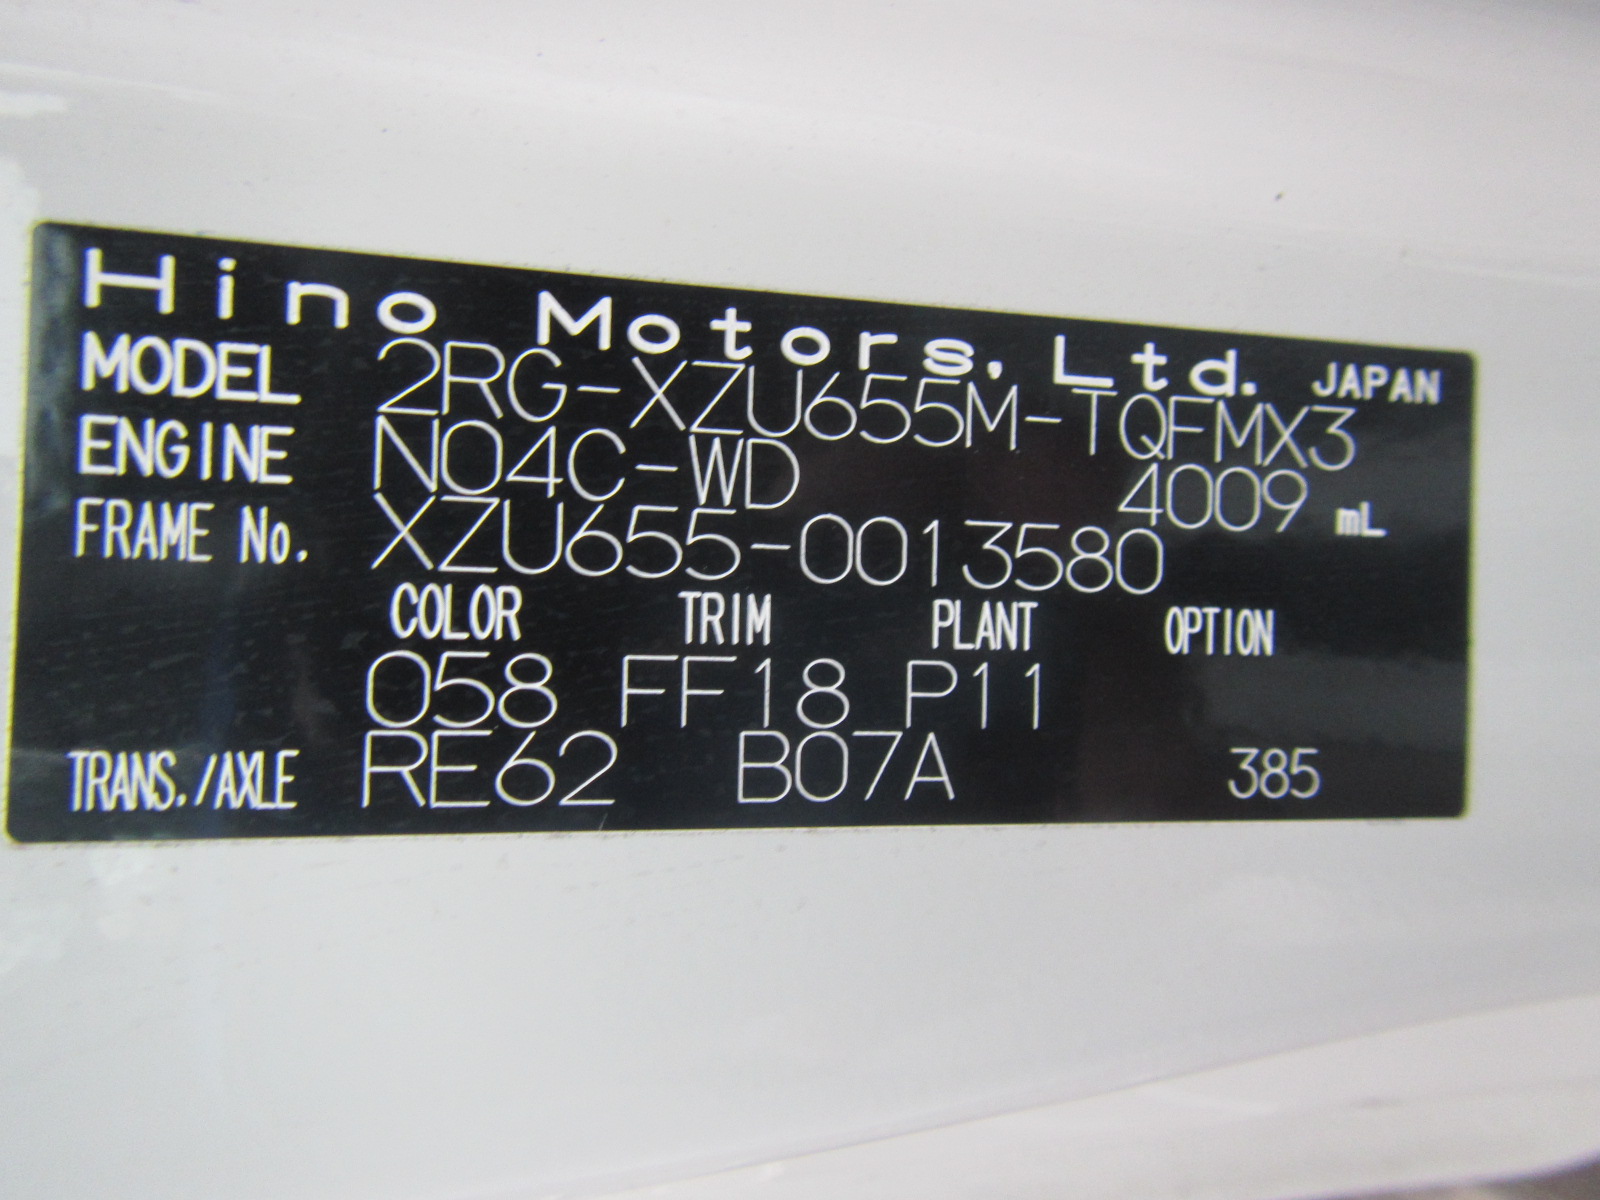 Hino Motors, Ltd. JAPAN
MODEL 2RG-XZU655M-TQFMX3
ENGINE N04C-WD 4009 mL
FRAME No. XZU655-0013580
COLOR TRIM PLANT OPTION
058 FF18 P11
TRANS./AXLE RE62 B07A 385